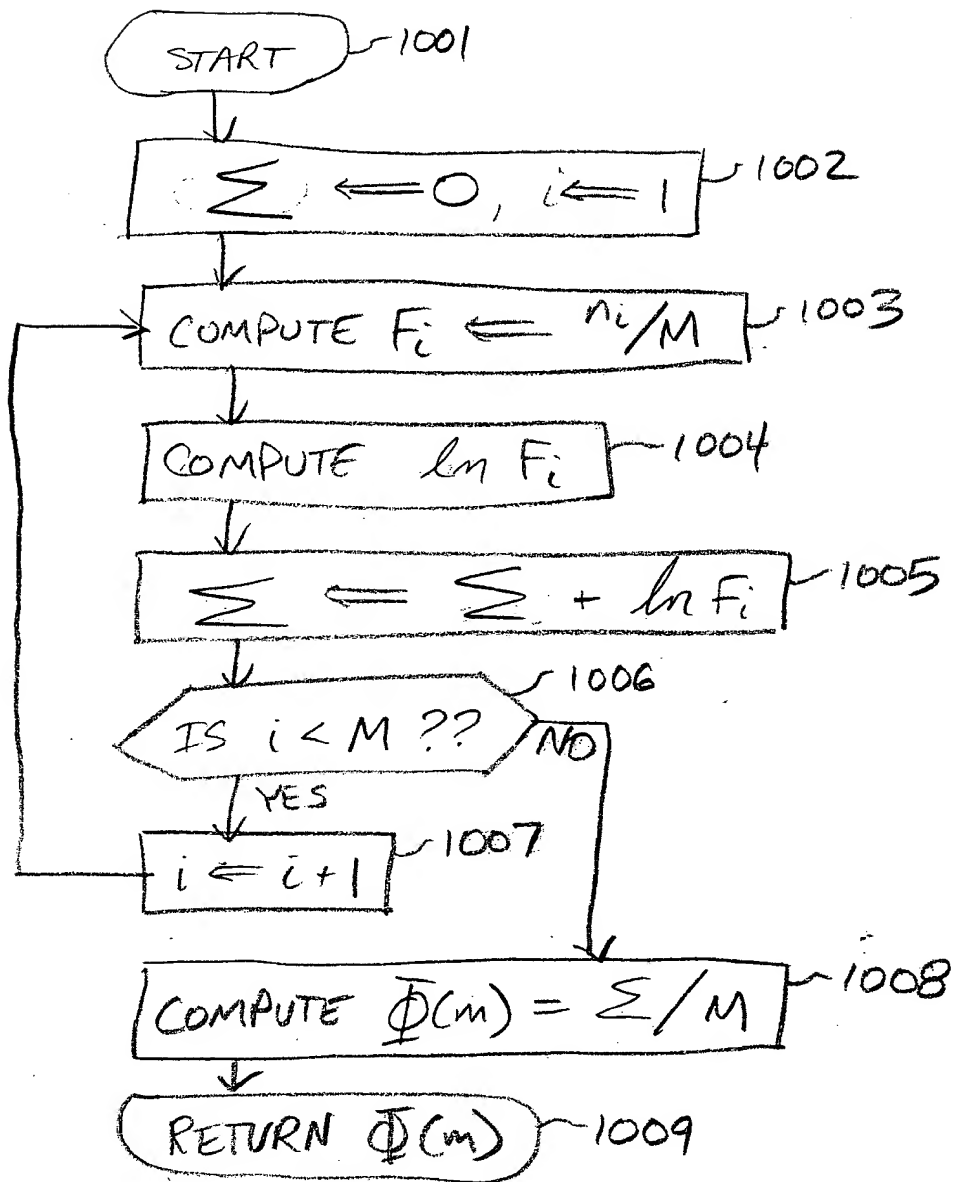 START 1001
∑ ⇐ 0, i ⇐ 1 1002
COMPUTE Fi ⇐ ni/M 1003
COMPUTE ln Fi 1004
∑ ⇐ ∑ + ln Fi 1005
IS i < M ?? 1006
NO
YES
i ⇐ i + 1 1007
COMPUTE Φ(m) = Σ/M 1008
RETURN Φ(m) 1009